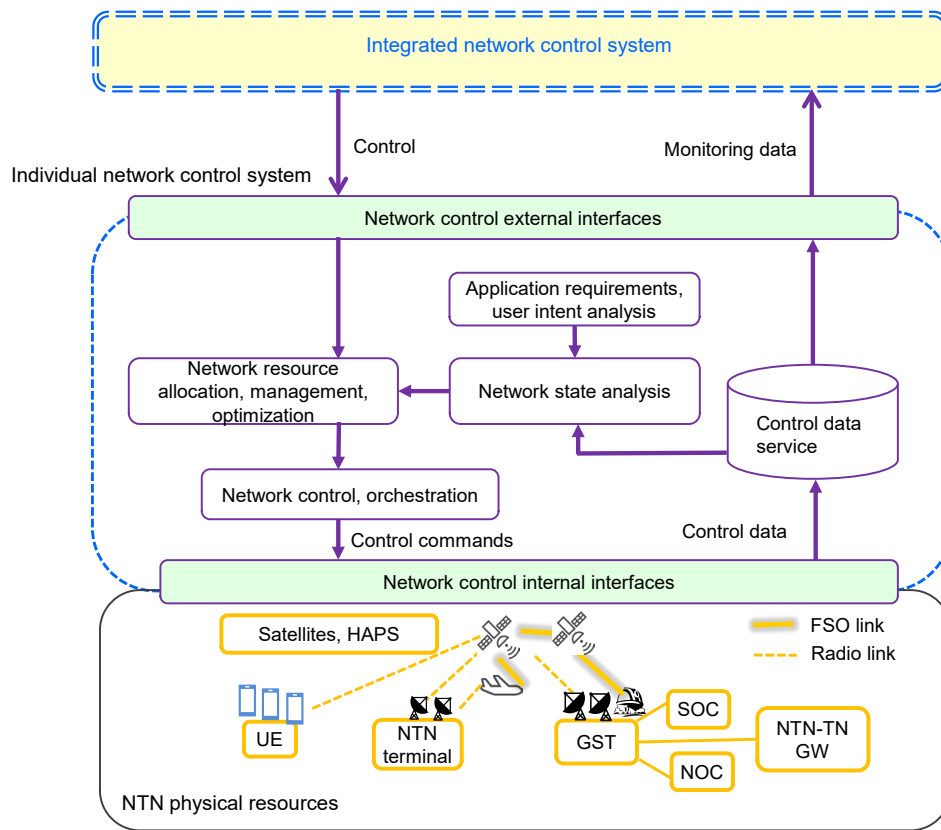 Integrated network control system
Control
Monitoring data
Individual network control system
Network control external interfaces
Application requirements,
user intent analysis
Network resource
allocation, management,
optimization
Network state analysis
Control data
service
Network control, orchestration
Control commands
Control data
Network control internal interfaces
Satellites, HAPS
FSO link
Radio link
UE
NTN
terminal
GST
SOC
NTN-TN
GW
NOC
NTN physical resources